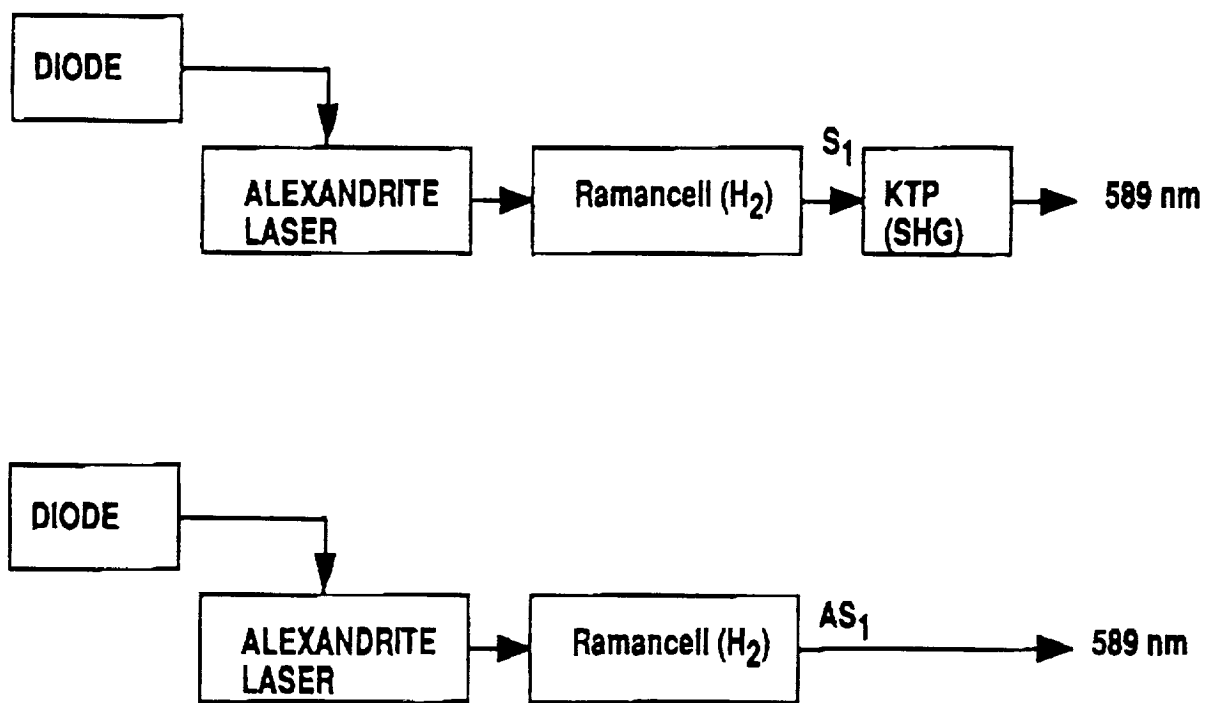 DIODE
S₁
ALEXANDRITE
LASER
Ramancell (H₂)
KTP
(SHG)
589 nm
DIODE
AS₁
ALEXANDRITE
LASER
Ramancell (H₂)
589 nm